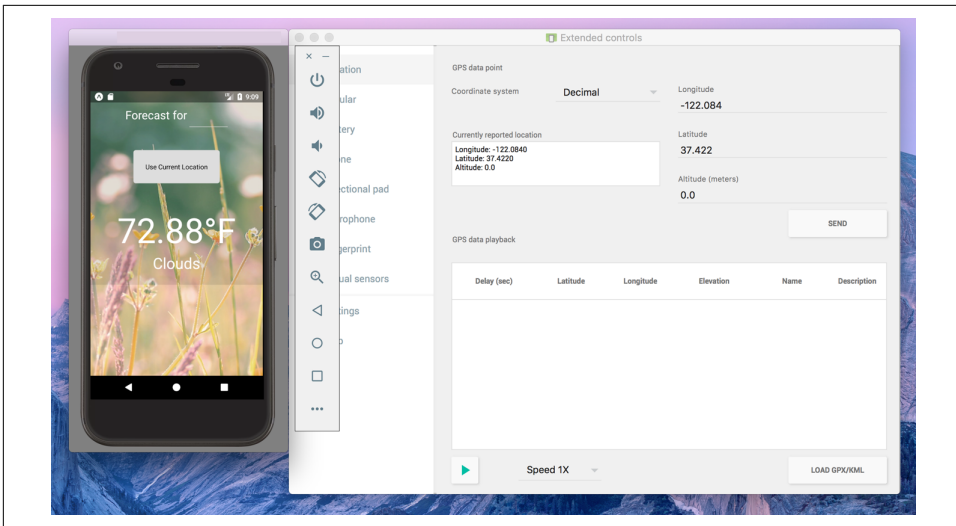 9:09
Forecast for
Use Current Location
72.88°F
Clouds
Extended controls
ation
ular
tery
ne
ectional pad
rophone
gerprint
ual sensors
tings
GPS data point
Coordinate system
Decimal
Longitude
-122.084
Currently reported location
Longitude: -122.0840
Latitude: 37.4220
Altitude: 0.0
Latitude
37.422
Altitude (meters)
0.0
SEND
GPS data playback
Delay (sec) Latitude Longitude Elevation Name Description
Speed 1X
LOAD GPX/KML